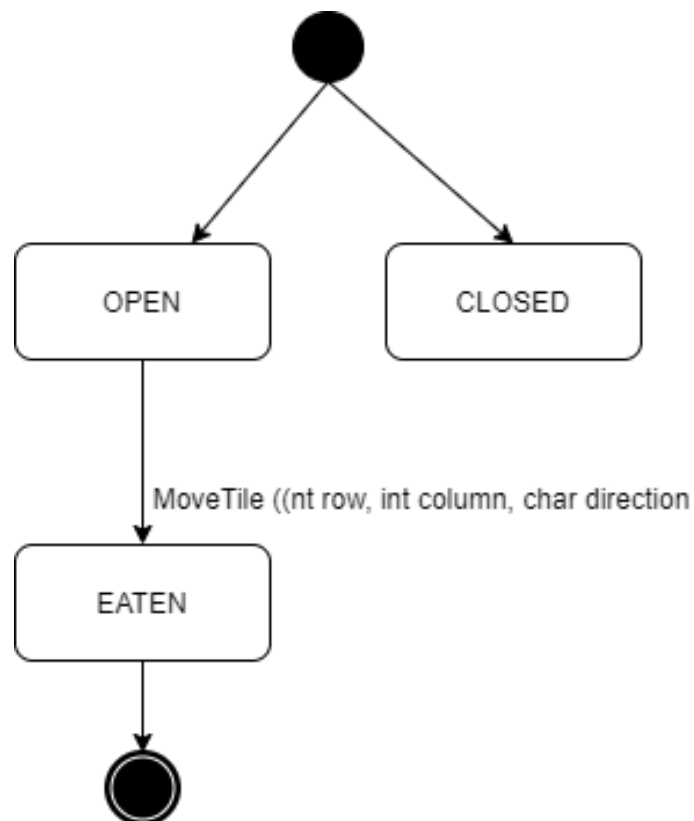 OPEN
CLOSED
MoveTile ((nt row, int column, char direction
EATEN